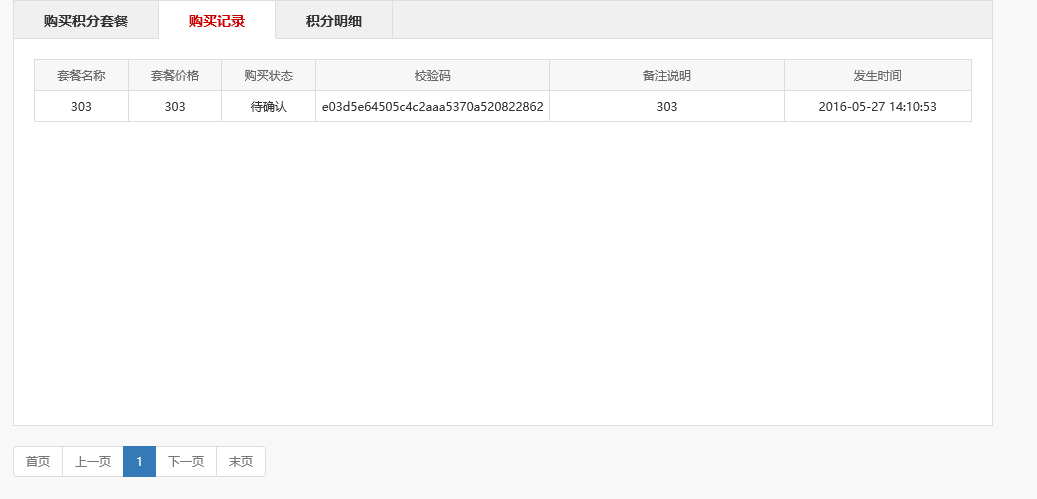 购买积分套餐 购买记录 积分明细
套餐名称 套餐价格 购买状态 校验码 备注说明 发生时间
303 303 待确认 e03d5e64505c4c2aaa5370a520822862 303 2016-05-27 14:10:53
首页 上一页 1 下一页 末页